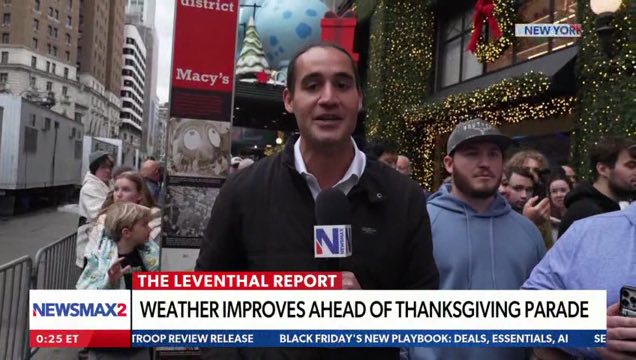 district
Macy's
NEW YORK
N
NEWSMAX
THE LEVENTHAL REPORT
NEWSMAX2
WEATHER IMPROVES AHEAD OF THANKSGIVING PARADE
0:25 ET
TROOP REVIEW RELEASE
BLACK FRIDAY'S NEW PLAYBOOK: DEALS, ESSENTIALS, AI
SE